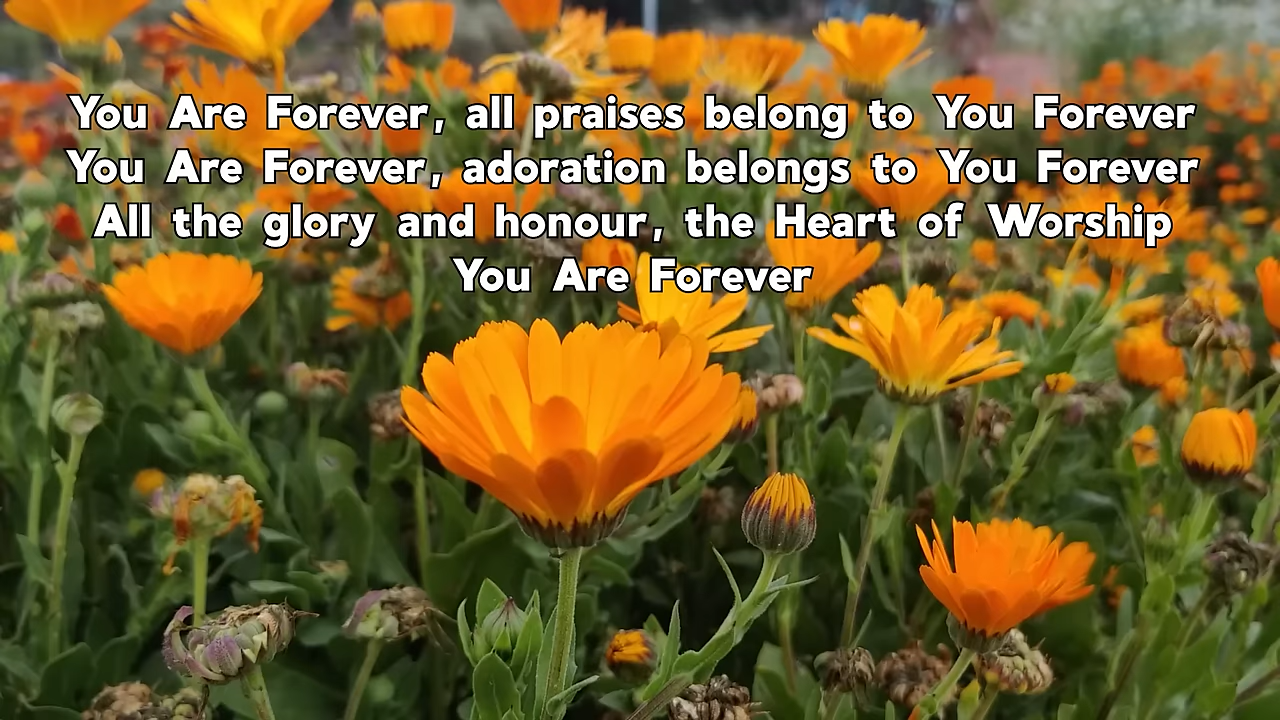 You Are Forever, all praises belong to You Forever
You Are Forever, adoration belongs to You Forever
All the glory and honour, the Heart of Worship
You Are Forever